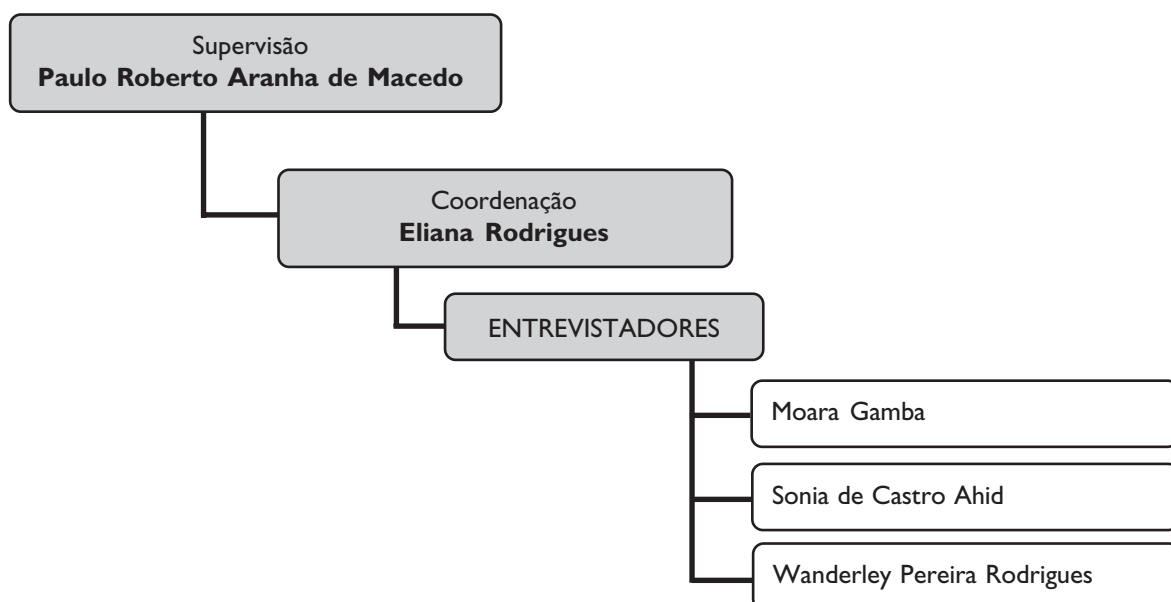 Supervisão
Paulo Roberto Aranha de Macedo
Coordenação
Eliana Rodrigues
ENTREVISTADORES
Moara Gamba
Sonia de Castro Ahid
Wanderley Pereira Rodrigues